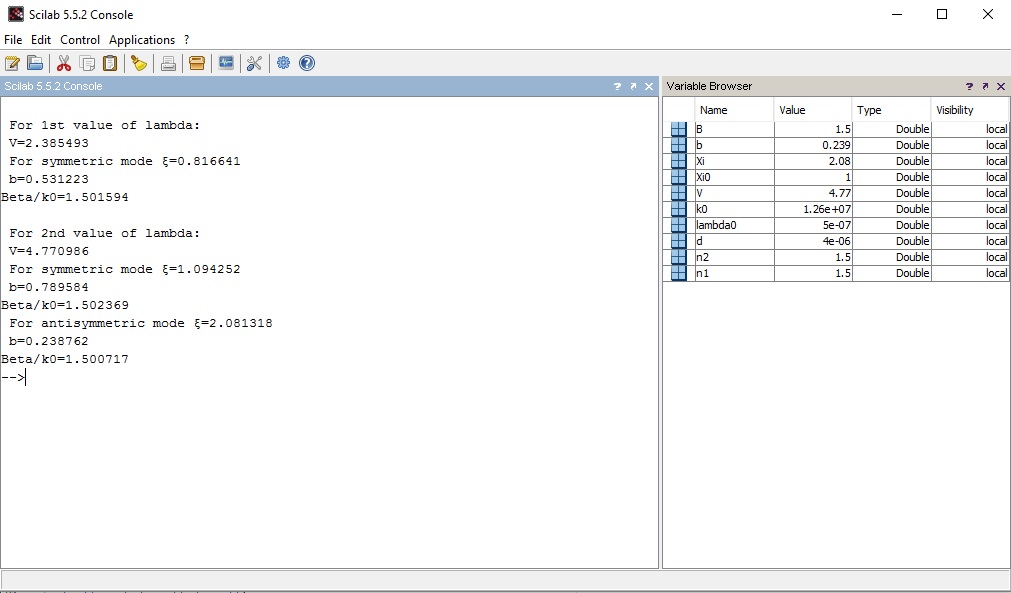 Scilab 5.5.2 Console
File Edit Control Applications ?
Scilab 5.5.2 Console ? ↗ ✕
For 1st value of lambda:
V=2.385493
For symmetric mode ξ=0.816641
b=0.531223
Beta/k0=1.501594
For 2nd value of lambda:
V=4.770986
For symmetric mode ξ=1.094252
b=0.789584
Beta/k0=1.502369
For antisymmetric mode ξ=2.081318
b=0.238762
Beta/k0=1.500717
-->
Variable Browser ? ↗ ✕
Name Value Type Visibility
B 1.5 Double local
b 0.239 Double local
Xi 2.08 Double local
Xi0 1 Double local
V 4.77 Double local
k0 1.26e+07 Double local
lambda0 5e-07 Double local
d 4e-06 Double local
n2 1.5 Double local
n1 1.5 Double local